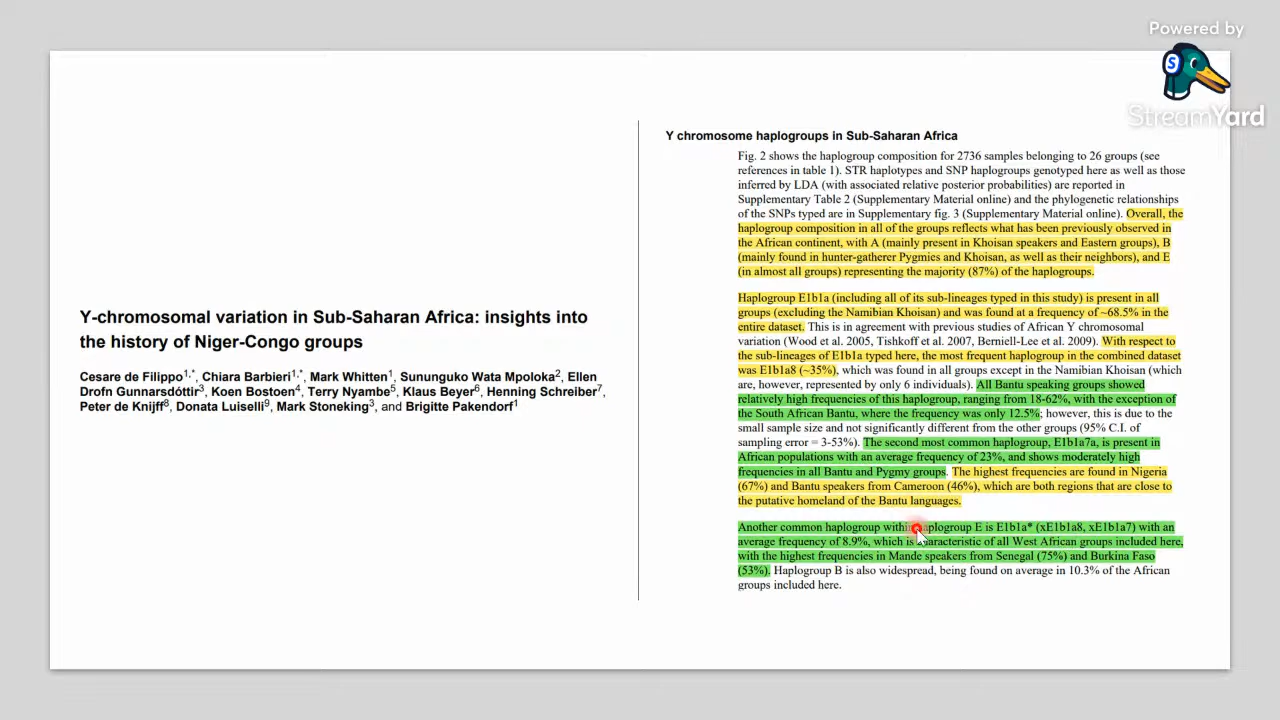 Powered by
S
StreamYard
Y-chromosomal variation in Sub-Saharan Africa: insights into
the history of Niger-Congo groups
Cesare de Filippo1,*, Chiara Barbieri1,*, Mark Whitten1, Sununguko Wata Mpoloka2, Ellen
Drofn Gunnarsdóttir3, Koen Bostoen4, Terry Nyambe5, Klaus Beyer6, Henning Schreiber7,
Peter de Knijff8, Donata Luiselli9, Mark Stoneking3, and Brigitte Pakendorf1
Y chromosome haplogroups in Sub-Saharan Africa
Fig. 2 shows the haplogroup composition for 2736 samples belonging to 26 groups (see
references in table 1). STR haplotypes and SNP haplogroups genotyped here as well as those
inferred by LDA (with associated relative posterior probabilities) are reported in
Supplementary Table 2 (Supplementary Material online) and the phylogenetic relationships
of the SNPs typed are in Supplementary fig. 3 (Supplementary Material online). Overall, the
haplogroup composition in all of the groups reflects what has been previously observed in
the African continent, with A (mainly present in Khoisan speakers and Eastern groups), B
(mainly found in hunter-gatherer Pygmies and Khoisan, as well as their neighbors), and E
(in almost all groups) representing the majority (87%) of the haplogroups.
Haplogroup E1b1a (including all of its sub-lineages typed in this study) is present in all
groups (excluding the Namibian Khoisan) and was found at a frequency of ~68.5% in the
entire dataset. This is in agreement with previous studies of African Y chromosomal
variation (Wood et al. 2005, Tishkoff et al. 2007, Berniell-Lee et al. 2009). With respect to
the sub-lineages of E1b1a typed here, the most frequent haplogroup in the combined dataset
was E1b1a8 (~35%), which was found in all groups except in the Namibian Khoisan (which
are, however, represented by only 6 individuals). All Bantu speaking groups showed
relatively high frequencies of this haplogroup, ranging from 18-62%, with the exception of
the South African Bantu, where the frequency was only 12.5%; however, this is due to the
small sample size and not significantly different from the other groups (95% C.I. of
sampling error = 3-53%). The second most common haplogroup, E1b1a7a, is present in
African populations with an average frequency of 23%, and shows moderately high
frequencies in all Bantu and Pygmy groups. The highest frequencies are found in Nigeria
(67%) and Bantu speakers from Cameroon (46%), which are both regions that are close to
the putative homeland of the Bantu languages.
Another common haplogroup within haplogroup E is E1b1a* (xE1b1a8, xE1b1a7) with an
average frequency of 8.9%, which is characteristic of all West African groups included here,
with the highest frequencies in Mande speakers from Senegal (75%) and Burkina Faso
(53%). Haplogroup B is also widespread, being found on average in 10.3% of the African
groups included here.